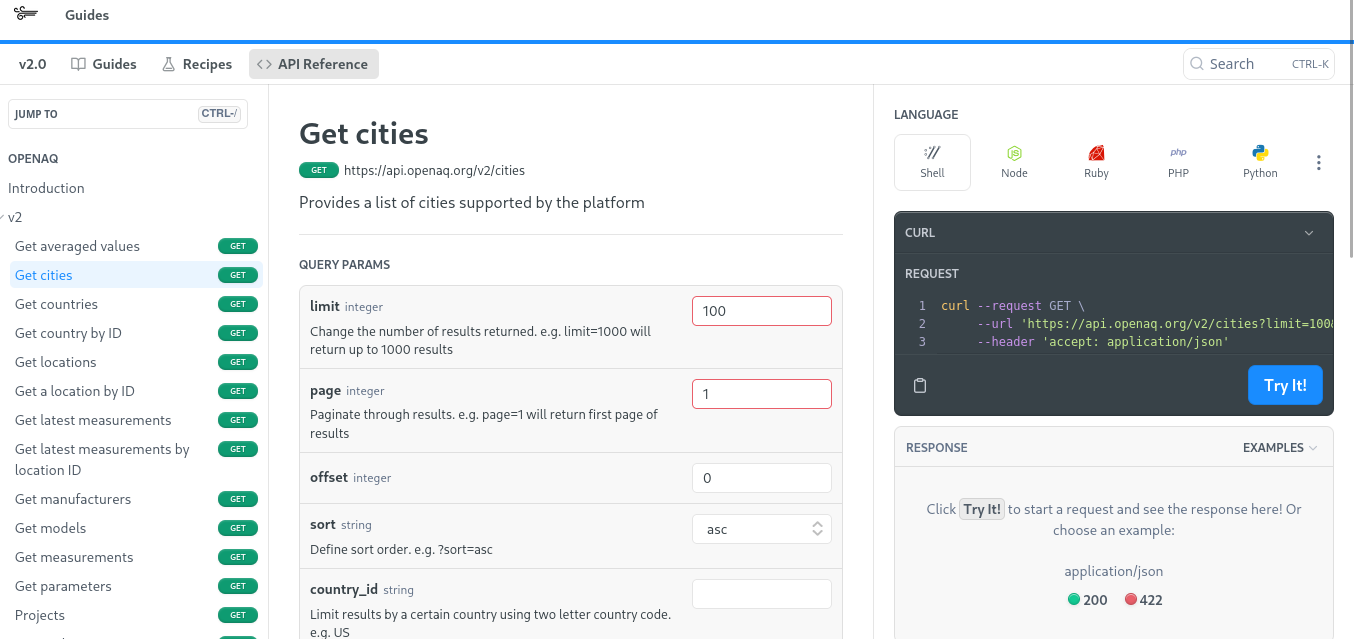 Guides
v2.0 Guides Recipes <> API Reference Search CTRL-K
JUMP TO CTRL-/
OPENAQ
Introduction
v2
Get averaged values GET
Get cities GET
Get countries GET
Get country by ID GET
Get locations GET
Get a location by ID GET
Get latest measurements GET
Get latest measurements by GET
location ID
Get manufacturers GET
Get models GET
Get measurements GET
Get parameters GET
Projects GET
Get cities
GET https://api.openaq.org/v2/cities
Provides a list of cities supported by the platform
QUERY PARAMS
limit integer 100
Change the number of results returned. e.g. limit=1000 will
return up to 1000 results
page integer 1
Paginate through results. e.g. page=1 will return first page of
results
offset integer 0
sort string asc
Define sort order. e.g. ?sort=asc
country_id string
Limit results by a certain country using two letter country code.
e.g. US
LANGUAGE
Shell Node Ruby php PHP Python
CURL
REQUEST
1 curl --request GET \
2 --url 'https://api.openaq.org/v2/cities?limit=100&
3 --header 'accept: application/json'
Try It!
RESPONSE EXAMPLES
Click Try It! to start a request and see the response here! Or
choose an example:
application/json
200 422